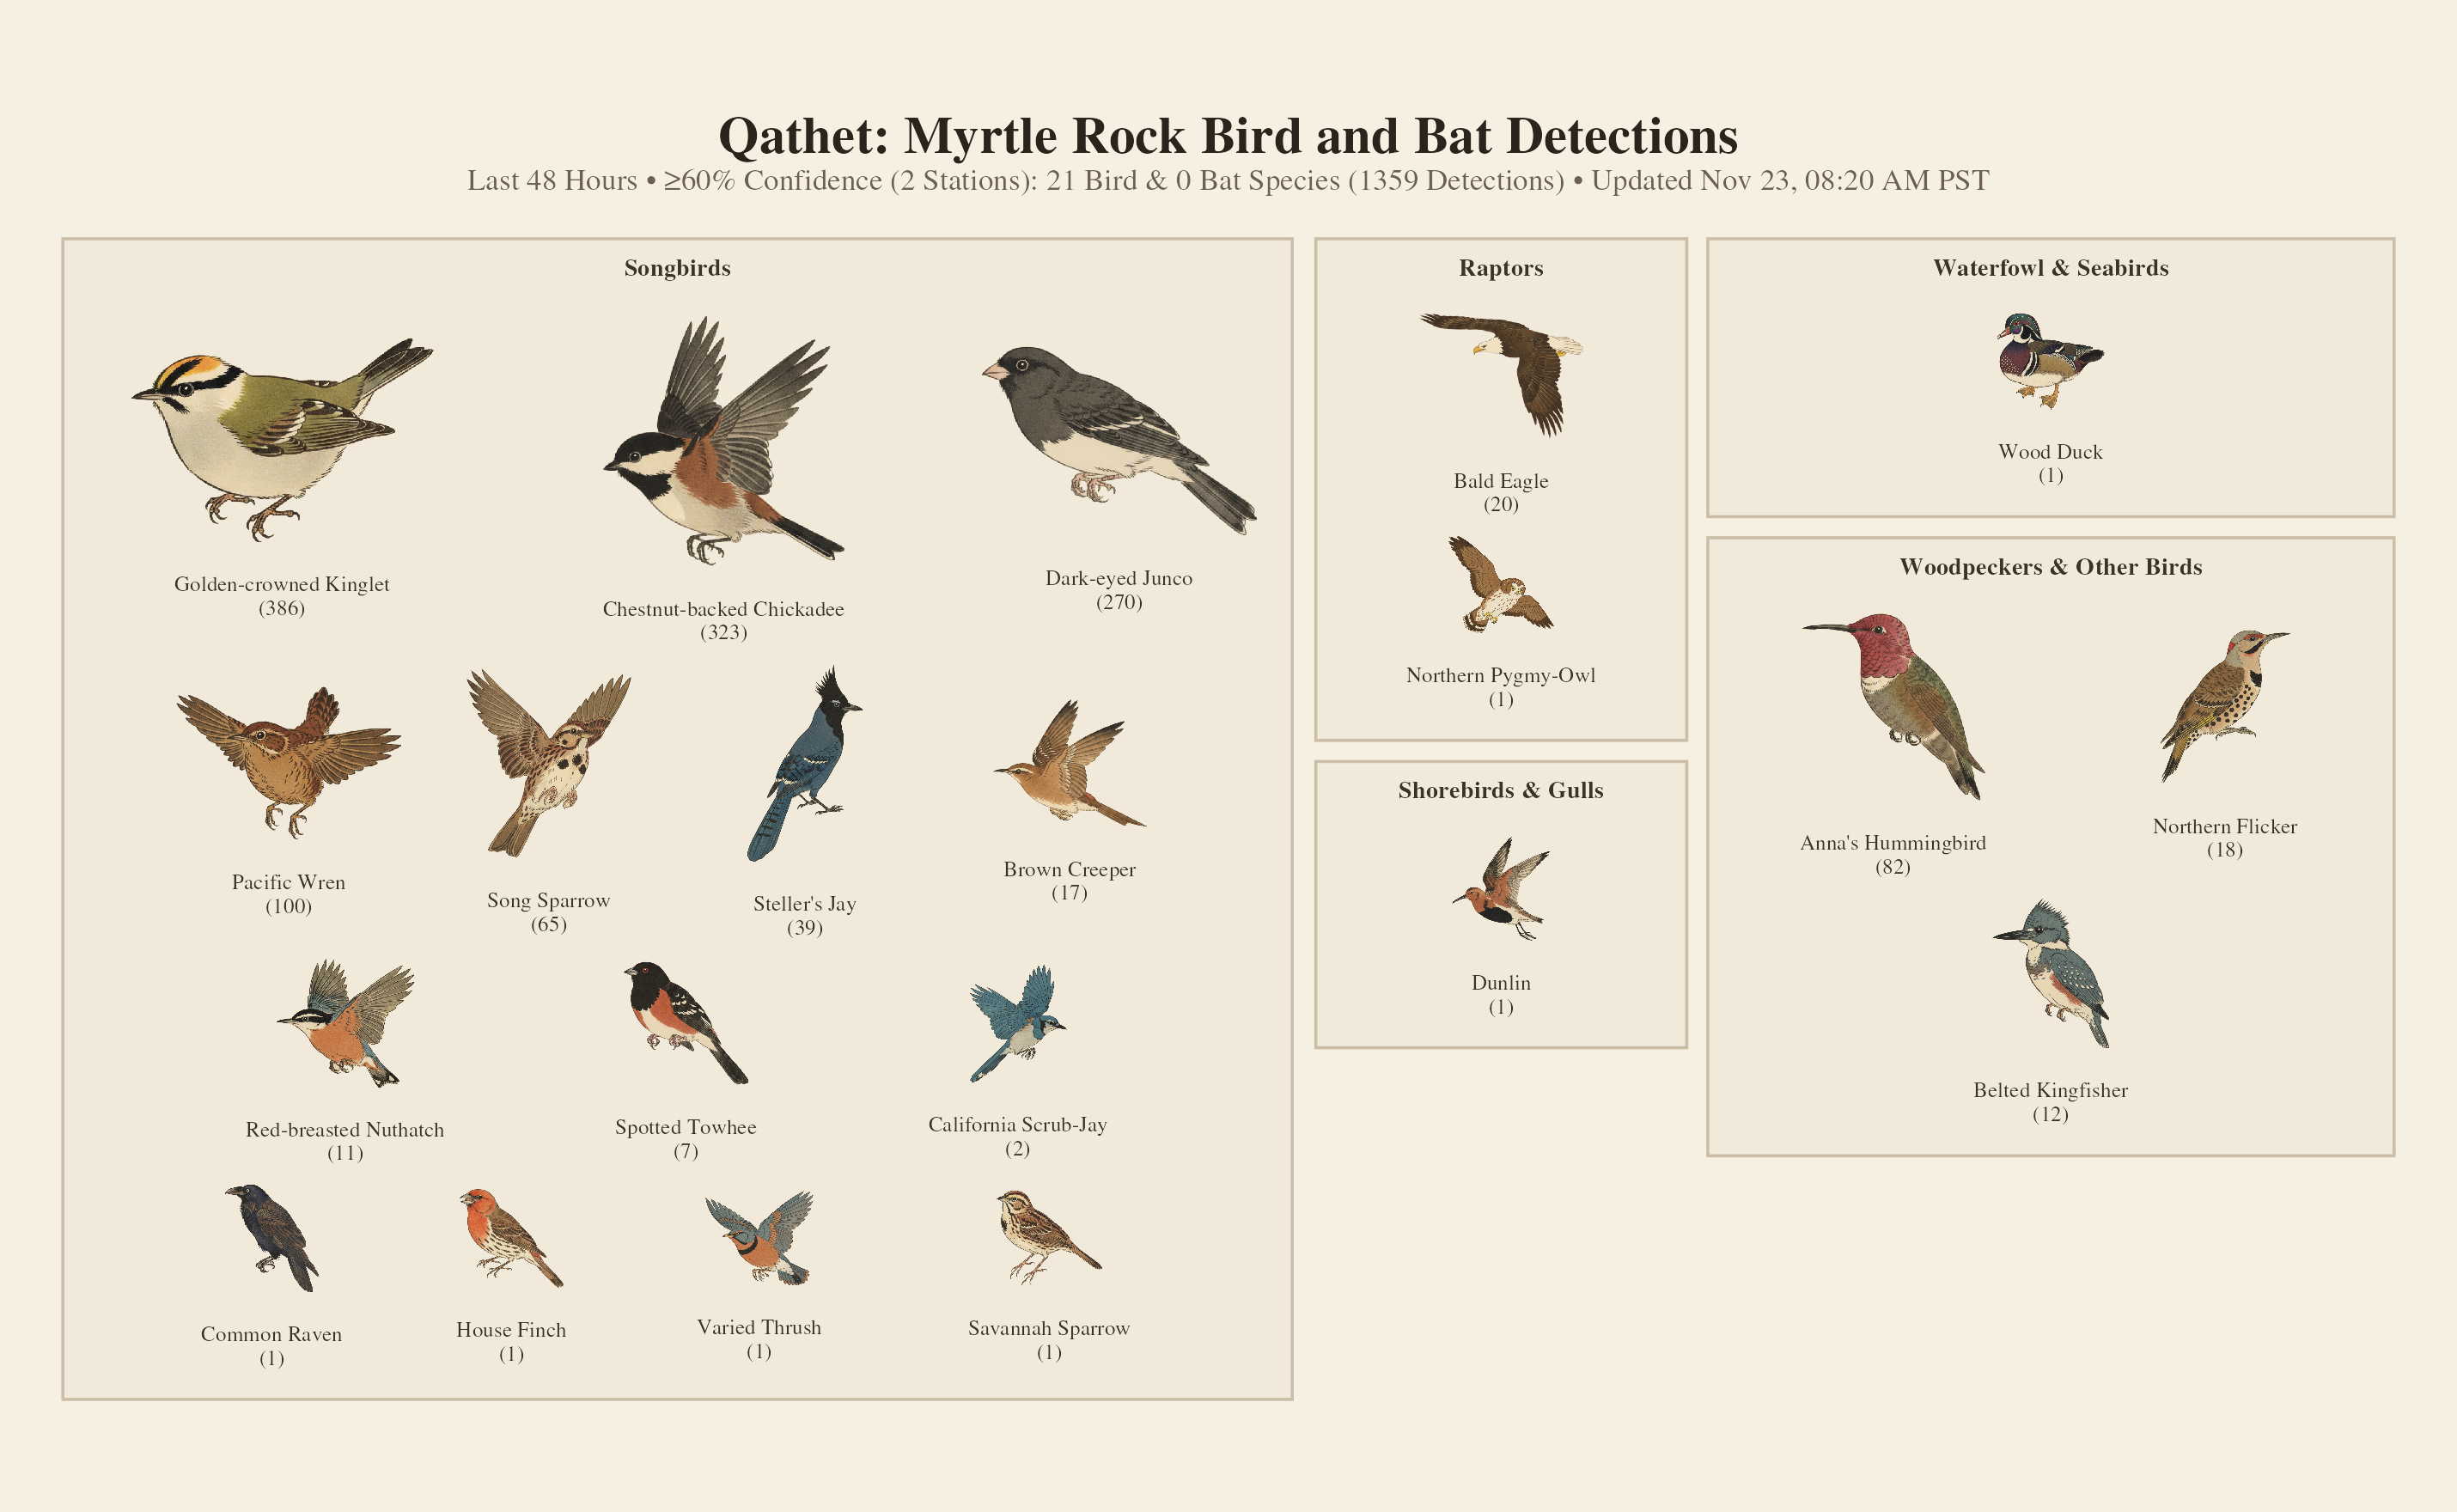 Qathet: Myrtle Rock Bird and Bat Detections
Last 48 Hours • ≥60% Confidence (2 Stations): 21 Bird & 0 Bat Species (1359 Detections) • Updated Nov 23, 08:20 AM PST
Songbirds
Golden-crowned Kinglet
(386)
Chestnut-backed Chickadee
(323)
Dark-eyed Junco
(270)
Pacific Wren
(100)
Song Sparrow
(65)
Steller's Jay
(39)
Brown Creeper
(17)
Red-breasted Nuthatch
(11)
Spotted Towhee
(7)
California Scrub-Jay
(2)
Common Raven
(1)
House Finch
(1)
Varied Thrush
(1)
Savannah Sparrow
(1)
Raptors
Bald Eagle
(20)
Northern Pygmy-Owl
(1)
Shorebirds & Gulls
Dunlin
(1)
Waterfowl & Seabirds
Wood Duck
(1)
Woodpeckers & Other Birds
Anna's Hummingbird
(82)
Northern Flicker
(18)
Belted Kingfisher
(12)